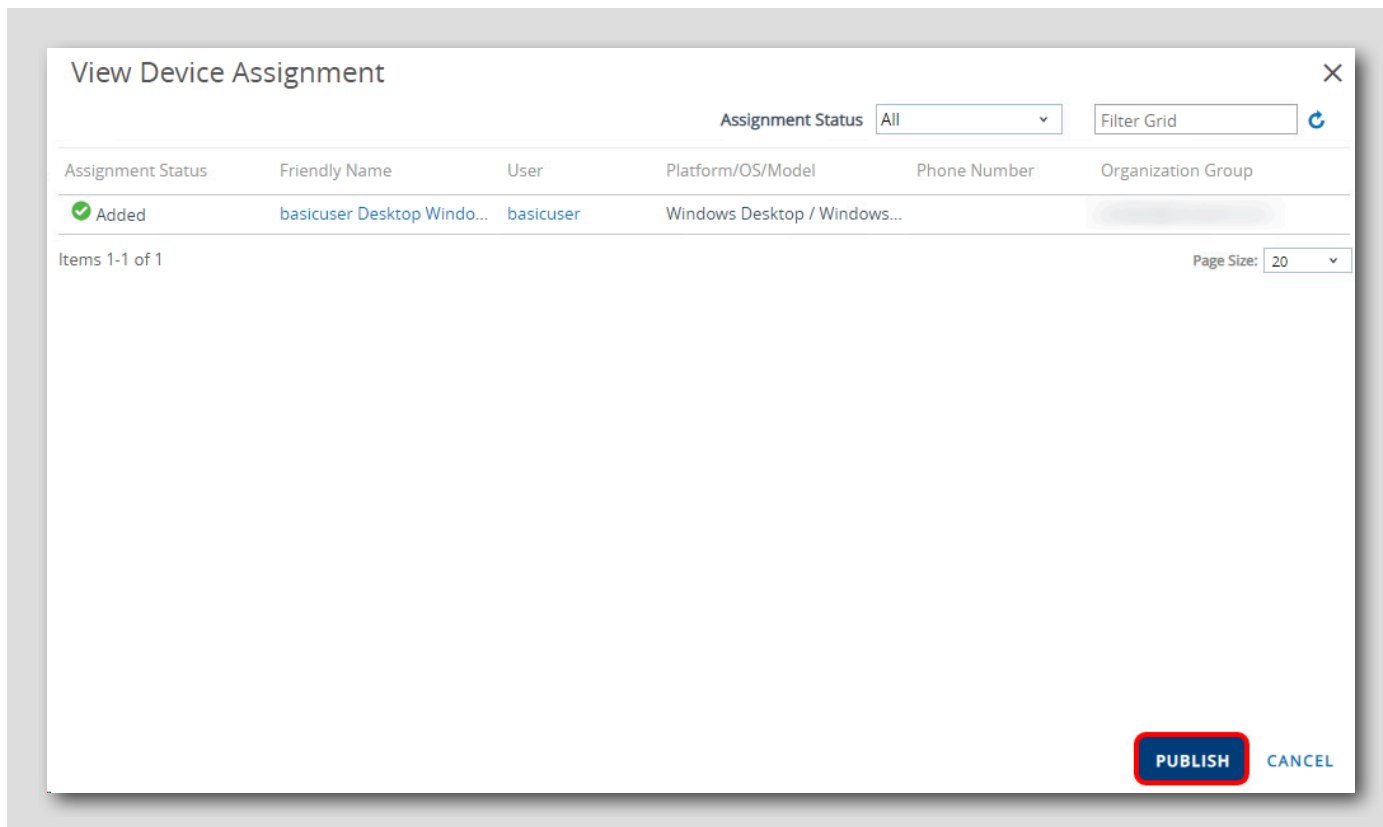 View Device Assignment
Assignment Status All Filter Grid
Assignment Status Friendly Name User Platform/OS/Model Phone Number Organization Group
Added basicuser Desktop Windo... basicuser Windows Desktop / Windows...
Items 1-1 of 1 Page Size: 20
PUBLISH CANCEL